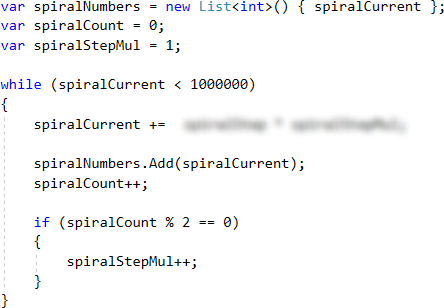 var spiralNumbers = new List<int>() { spiralCurrent };
var spiralCount = 0;
var spiralStepMul = 1;
while (spiralCurrent < 1000000)
{
spiralCurrent +=
spiralNumbers.Add(spiralCurrent);
spiralCount++;
if (spiralCount % 2 == 0)
{
spiralStepMul++;
}
}